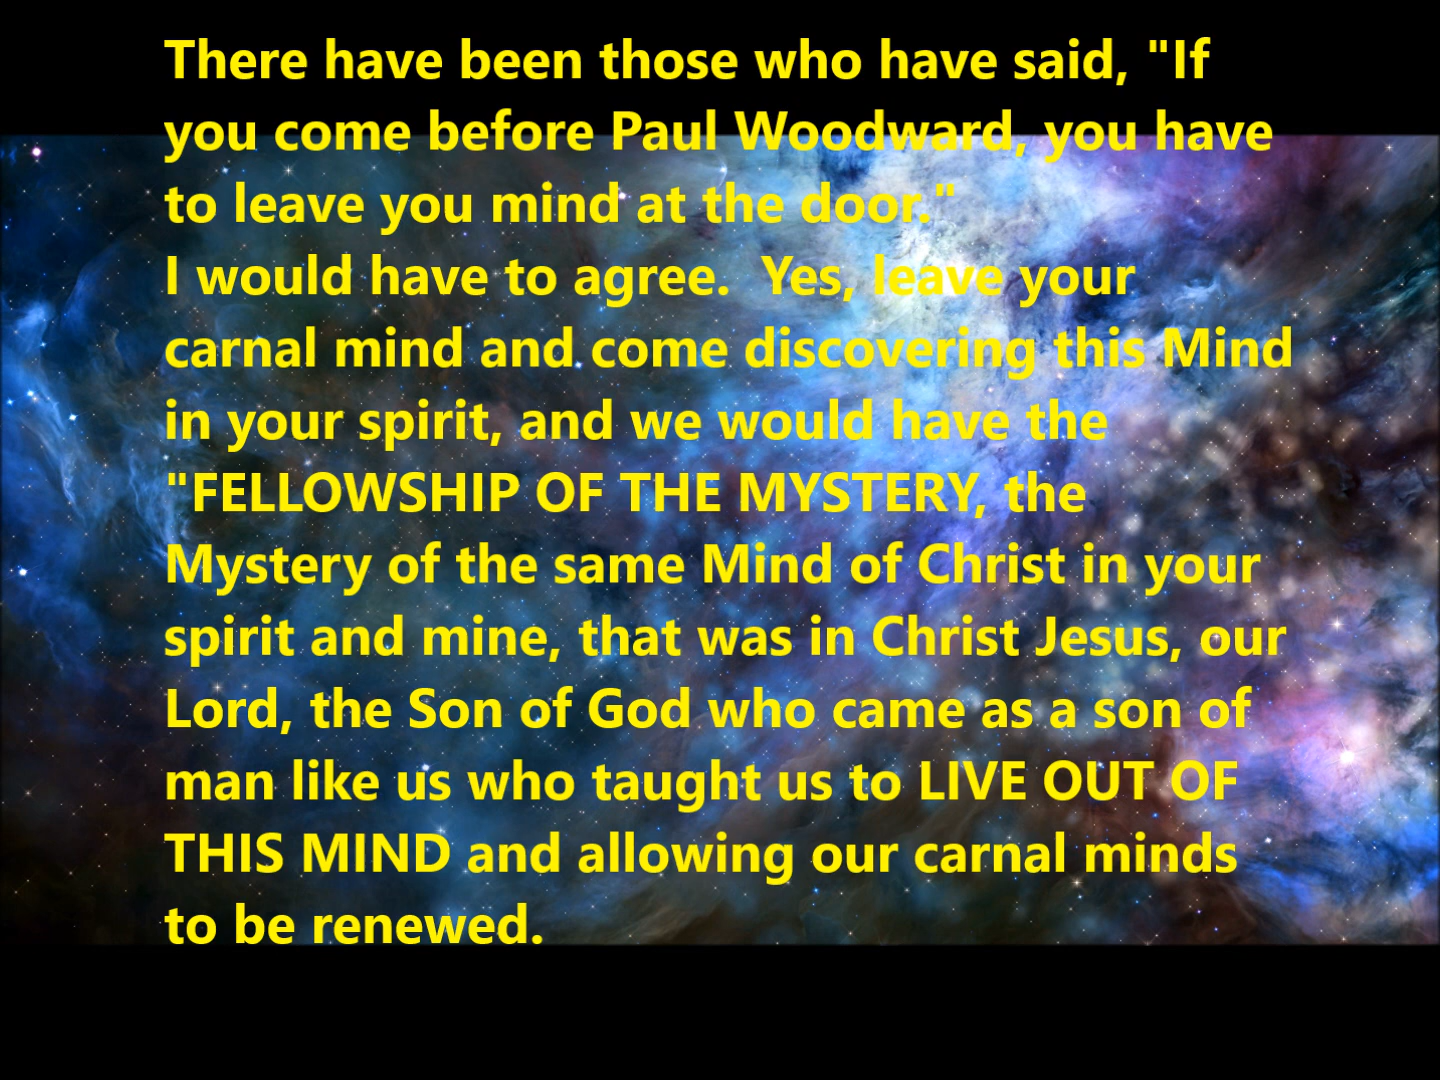 There have been those who have said, "If
you come before Paul Woodward, you have
to leave you mind at the door."
I would have to agree.  Yes, leave your
carnal mind and come discovering this Mind
in your spirit, and we would have the
"FELLOWSHIP OF THE MYSTERY, the
Mystery of the same Mind of Christ in your
spirit and mine, that was in Christ Jesus, our
Lord, the Son of God who came as a son of
man like us who taught us to LIVE OUT OF
THIS MIND and allowing our carnal minds
to be renewed.